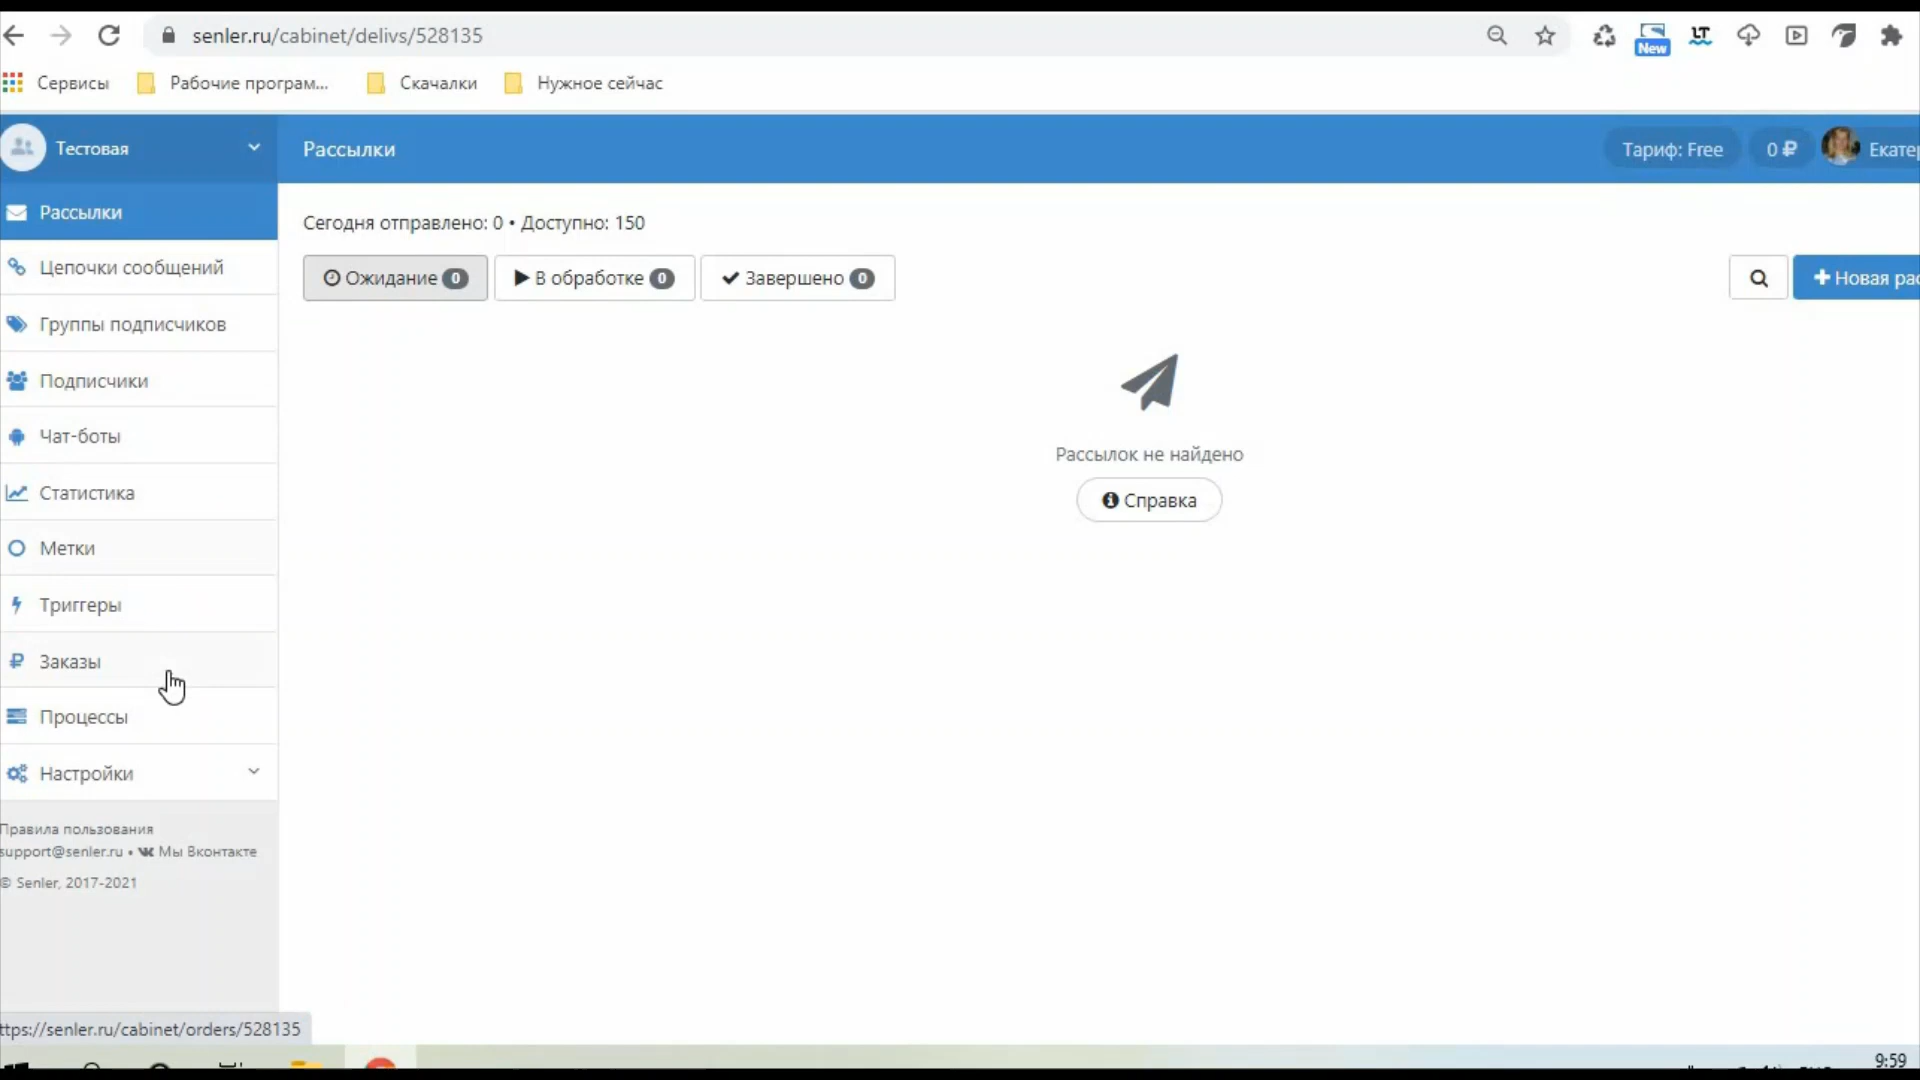 senler.ru/cabinet/delivs/528135
New
LT
Сервисы
Рабочие програм...
Скачалки
Нужное сейчас
Тестовая
Рассылки
Тариф: Free
0 ₽
Екатер
Рассылки
Цепочки сообщений
Группы подписчиков
Подписчики
Чат-боты
Статистика
Метки
Триггеры
Заказы
Процессы
Настройки
Сегодня отправлено: 0 • Доступно: 150
Ожидание 0
В обработке 0
Завершено 0
Новая рас
Рассылок не найдено
Справка
Правила пользования
support@senler.ru • Мы Вконтакте
© Senler, 2017-2021
ttps://senler.ru/cabinet/orders/528135
9:59